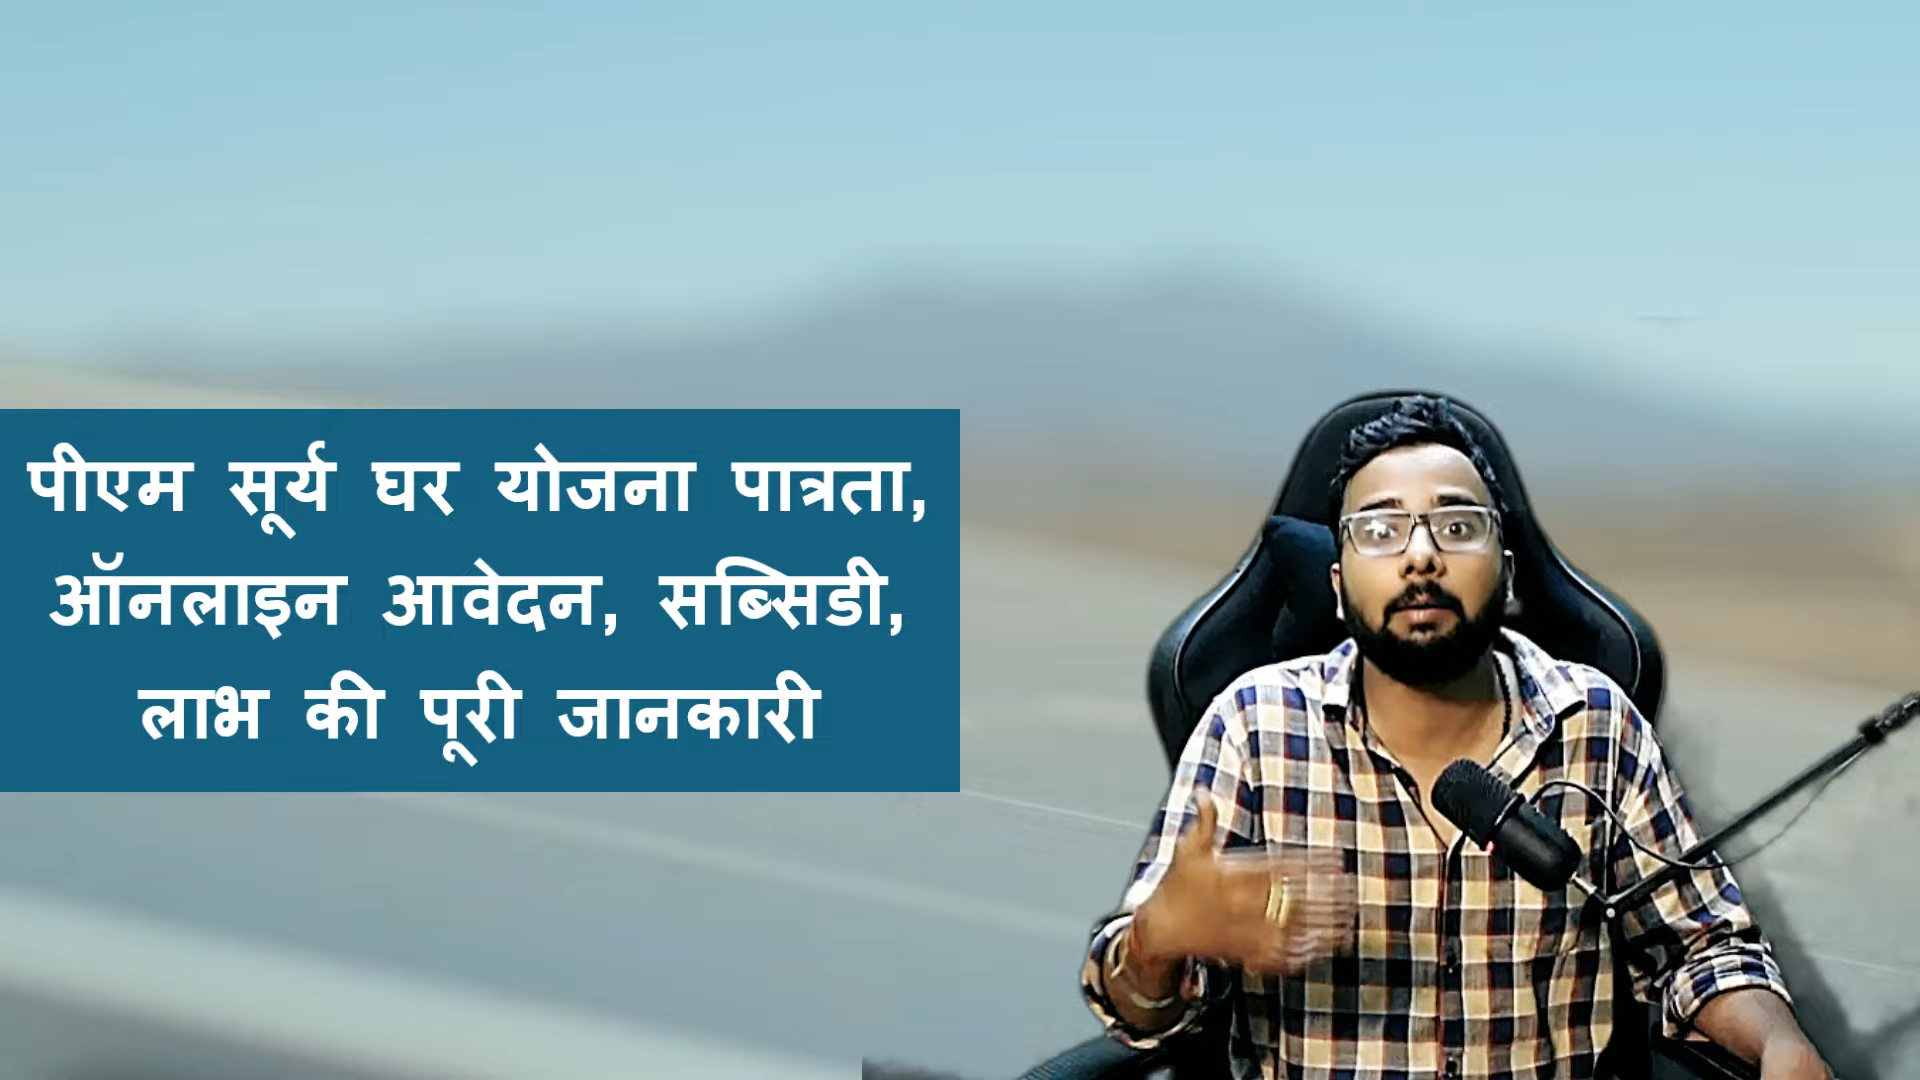 पीएम सूर्य घर योजना पात्रता,
ऑनलाइन आवेदन, सब्सिडी,
लाभ की पूरी जानकारी